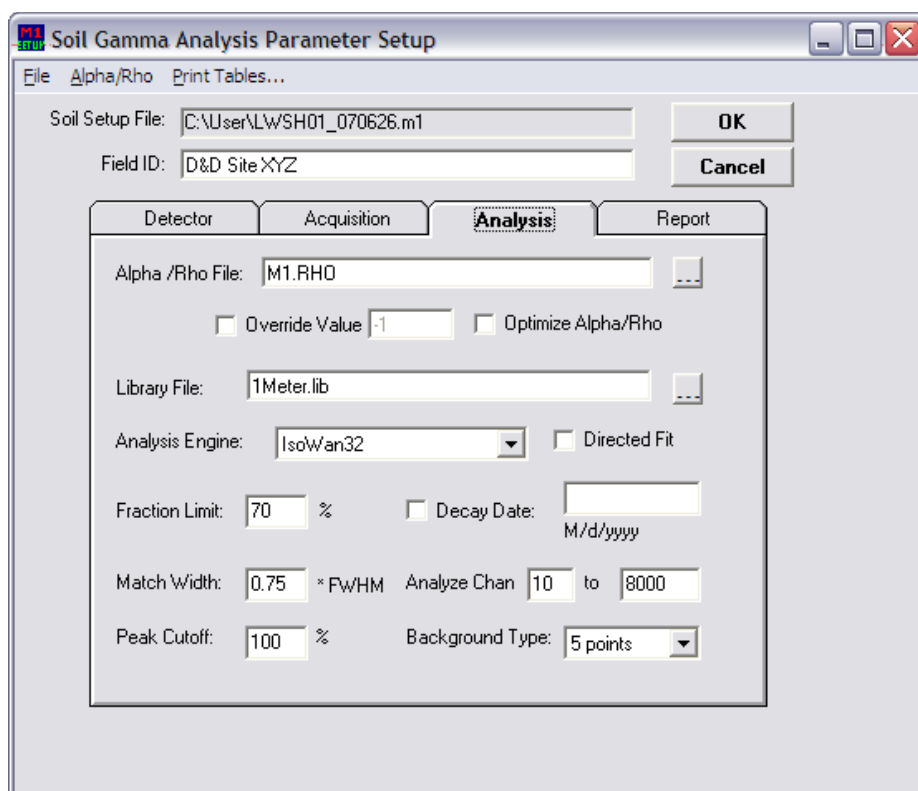 M1
SETUP
Soil Gamma Analysis Parameter Setup
File Alpha/Rho Print Tables...
Soil Setup File: C:\User\LWSH01_070626.m1 OK
Field ID: D&D Site XYZ Cancel
Detector Acquisition Analysis Report
Alpha /Rho File: M1.RHO ...
Override Value -1 Optimize Alpha/Rho
Library File: 1Meter.lib ...
Analysis Engine: IsoWan32 Directed Fit
Fraction Limit: 70 % Decay Date:
M/d/yyyy
Match Width: 0.75 * FWHM Analyze Chan 10 to 8000
Peak Cutoff: 100 % Background Type: 5 points